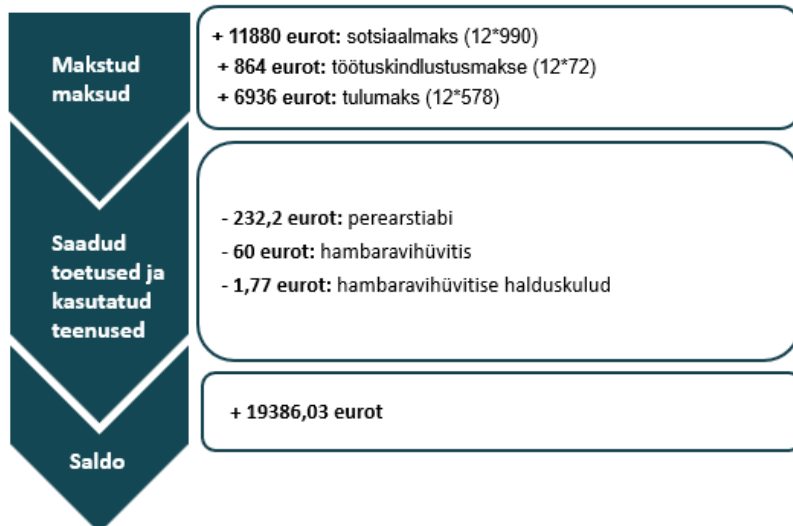 Makstud
maksud
+ 11880 eurot: sotsiaalmaks (12*990)
+ 864 eurot: töötuskindlustusmakse (12*72)
+ 6936 eurot: tulumaks (12*578)
Saadud
toetused ja
kasutatud
teenused
- 232,2 eurot: perearstiabi
- 60 eurot: hambaravihüvitis
- 1,77 eurot: hambaravihüvitise halduskulud
Saldo
+ 19386,03 eurot